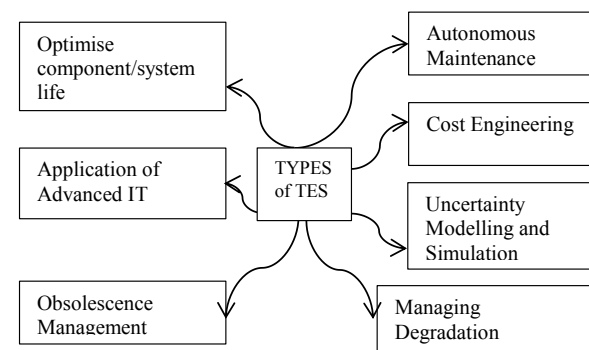 Optimise
component/system
life
Autonomous
Maintenance
Cost Engineering
Application of
Advanced IT
TYPES
of TES
Uncertainty
Modelling and
Simulation
Obsolescence
Management
Managing
Degradation